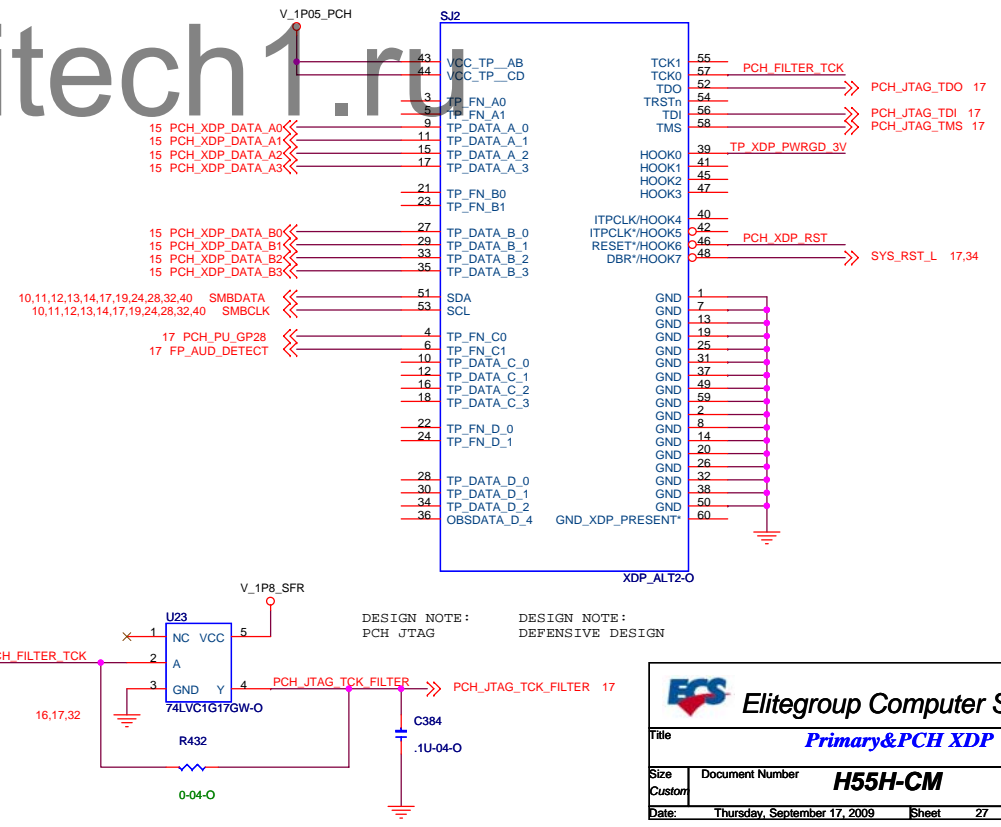 itech1.ru
V_1P05_PCH
SJ2
43 VCC_TP__AB
44 VCC_TP__CD
3 TP_FN_A0
5 TP_FN_A1
15 PCH_XDP_DATA_A0 9 TP_DATA_A_0
15 PCH_XDP_DATA_A1 11 TP_DATA_A_1
15 PCH_XDP_DATA_A2 15 TP_DATA_A_2
15 PCH_XDP_DATA_A3 17 TP_DATA_A_3
21 TP_FN_B0
23 TP_FN_B1
15 PCH_XDP_DATA_B0 27 TP_DATA_B_0
15 PCH_XDP_DATA_B1 29 TP_DATA_B_1
15 PCH_XDP_DATA_B2 33 TP_DATA_B_2
15 PCH_XDP_DATA_B3 35 TP_DATA_B_3
10,11,12,13,14,17,19,24,28,32,40 SMBDATA 51 SDA
10,11,12,13,14,17,19,24,28,32,40 SMBCLK 53 SCL
17 PCH_PU_GP28 4 TP_FN_C0
17 FP_AUD_DETECT 6 TP_FN_C1
10 TP_DATA_C_0
12 TP_DATA_C_1
16 TP_DATA_C_2
18 TP_DATA_C_3
22 TP_FN_D_0
24 TP_FN_D_1
28 TP_DATA_D_0
30 TP_DATA_D_1
34 TP_DATA_D_2
36 OBSDATA_D_4
TCK1 55
TCK0 57 PCH_FILTER_TCK
TDO 52 PCH_JTAG_TDO 17
TRSTn 54
TDI 56 PCH_JTAG_TDI 17
TMS 58 PCH_JTAG_TMS 17
HOOK0 39 TP_XDP_PWRGD_3V
HOOK1 41
HOOK2 45
HOOK3 47
ITPCLK/HOOK4 40
ITPCLK*/HOOK5 42
RESET*/HOOK6 46 PCH_XDP_RST
DBR*/HOOK7 48 SYS_RST_L 17,34
GND 1
GND 7
GND 13
GND 19
GND 25
GND 31
GND 37
GND 49
GND 59
GND 2
GND 8
GND 14
GND 20
GND 26
GND 32
GND 38
GND 50
GND_XDP_PRESENT* 60
XDP_ALT2-O
V_1P8_SFR
U23
1 NC VCC 5
CH_FILTER_TCK 2 A
3 GND Y 4 PCH_JTAG_TCK_FILTER PCH_JTAG_TCK_FILTER 17
74LVC1G17GW-O
16,17,32
R432
0-04-O
C384
.1U-04-O
DESIGN NOTE:
PCH JTAG
DESIGN NOTE:
DEFENSIVE DESIGN
ECS Elitegroup Computer S
Title
Primary&PCH XDP
Size
Custom
Document Number
H55H-CM
Date: Thursday, September 17, 2009 Sheet 27